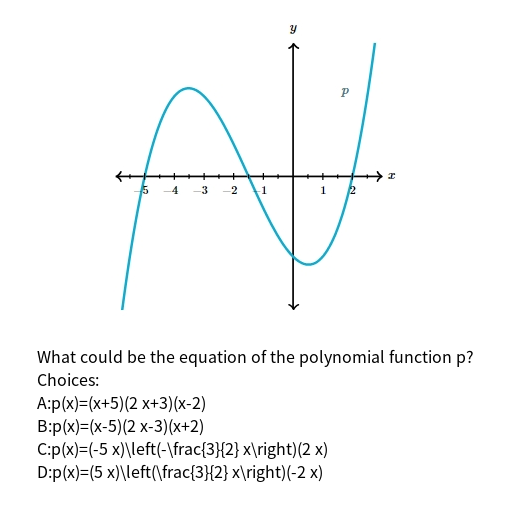 y
p
x
-5 -4 -3 -2 -1 1 2
What could be the equation of the polynomial function p?
Choices:
A:p(x)=(x+5)(2 x+3)(x-2)
B:p(x)=(x-5)(2 x-3)(x+2)
C:p(x)=(-5 x)\left(-\frac{3}{2} x\right)(2 x)
D:p(x)=(5 x)\left(\frac{3}{2} x\right)(-2 x)